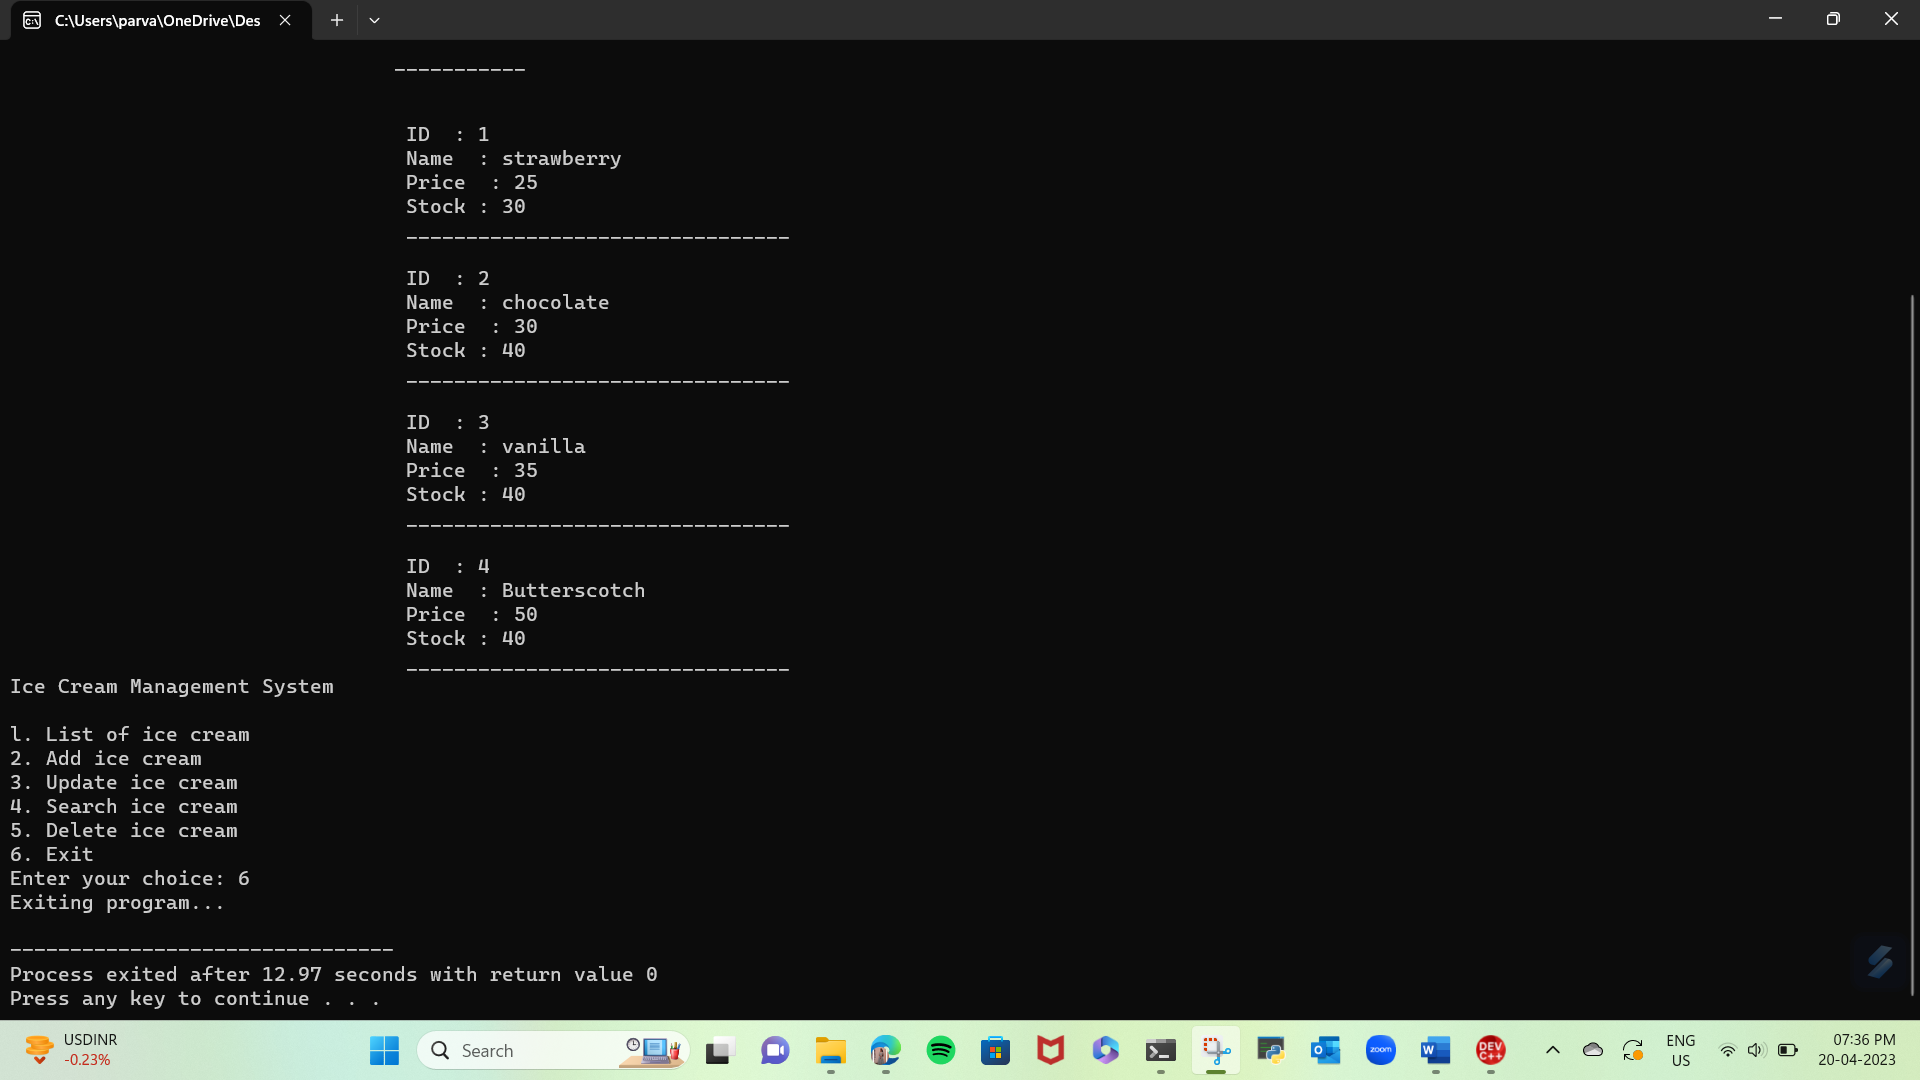 C:\Users\parva\OneDrive\Des
-----------
ID  : 1
Name  : strawberry
Price  : 25
Stock : 30
--------------------------------
ID  : 2
Name  : chocolate
Price  : 30
Stock : 40
--------------------------------
ID  : 3
Name  : vanilla
Price  : 35
Stock : 40
--------------------------------
ID  : 4
Name  : Butterscotch
Price  : 50
Stock : 40
--------------------------------
Ice Cream Management System
l. List of ice cream
2. Add ice cream
3. Update ice cream
4. Search ice cream
5. Delete ice cream
6. Exit
Enter your choice: 6
Exiting program...
--------------------------------
Process exited after 12.97 seconds with return value 0
Press any key to continue . . .
USDINR
-0.23%
Search
zoom
W
DEV
C++
ENG
US
07:36 PM
20-04-2023